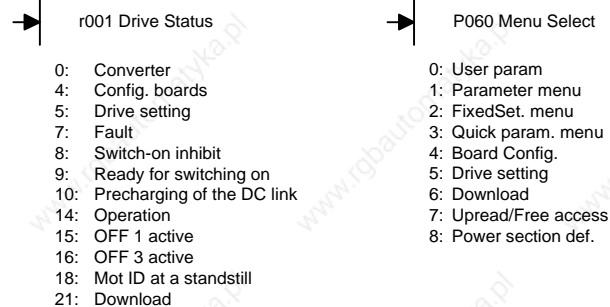 r001 Drive Status
0: Converter
4: Config. boards
5: Drive setting
7: Fault
8: Switch-on inhibit
9: Ready for switching on
10: Precharging of the DC link
14: Operation
15: OFF 1 active
16: OFF 3 active
18: Mot ID at a standstill
21: Download
P060 Menu Select
0: User param
1: Parameter menu
2: FixedSet. menu
3: Quick param. menu
4: Board Config.
5: Drive setting
6: Download
7: Upread/Free access
8: Power section def.
www.rgbautomatyka.pl